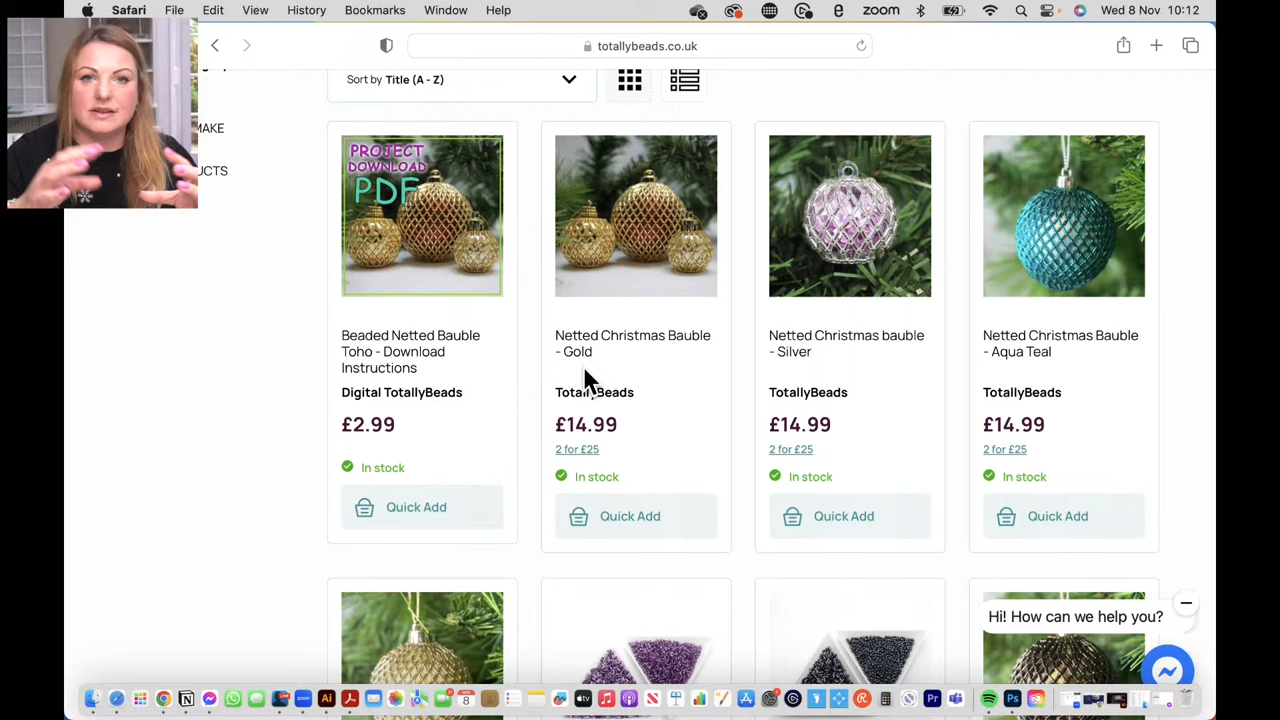 Safari File Edit View History Bookmarks Window Help zoom Wed 8 Nov 10:12
totallybeads.co.uk
Sort by Title (A - Z)
MAKE
UCTS
PROJECT
DOWNLOAD
PDF
Beaded Netted Bauble
Toho - Download
Instructions
Digital TotallyBeads
£2.99
In stock
Quick Add
Netted Christmas Bauble
- Gold
TotallyBeads
£14.99
2 for £25
In stock
Quick Add
Netted Christmas bauble
- Silver
TotallyBeads
£14.99
2 for £25
In stock
Quick Add
Netted Christmas Bauble
- Aqua Teal
TotallyBeads
£14.99
2 for £25
In stock
Quick Add
Hi! How can we help you?